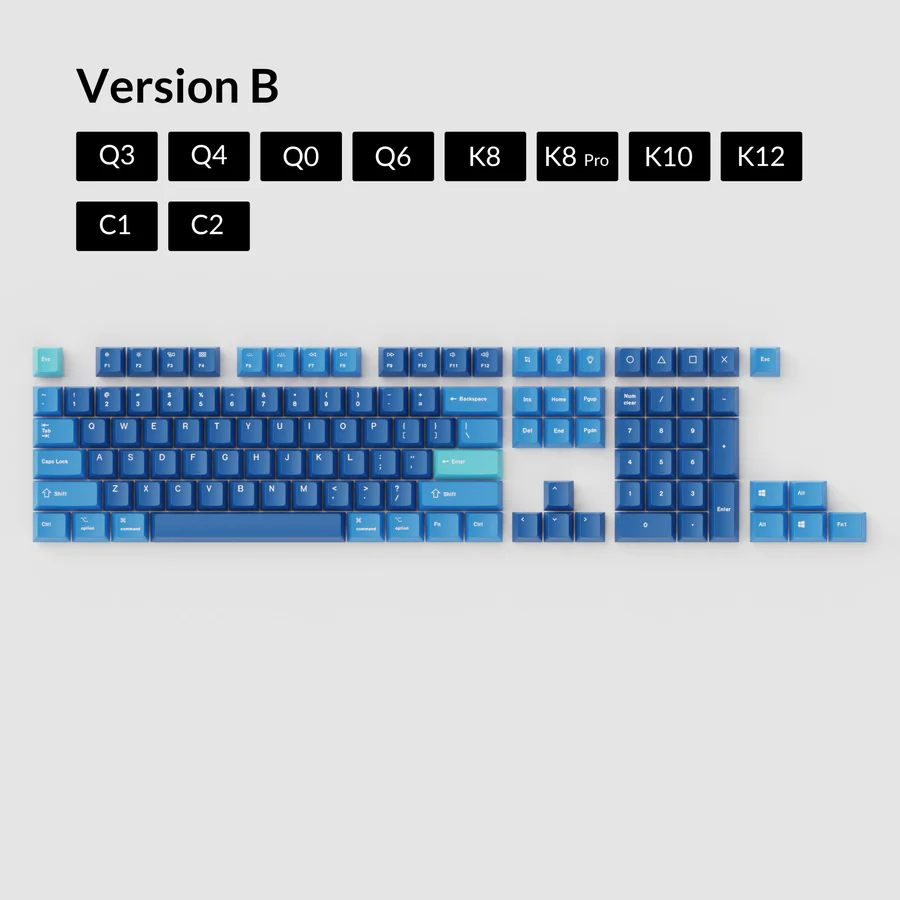 Version B
Q3 Q4 Q0 Q6 K8 K8 Pro K10 K12
C1 C2
Esc F1 F2 F3 F4 F5 F6 F7 F8 F9 F10 F11 F12 Esc
! 1 @ 2 # 3 $ 4 % 5 ^ 6 & 7 * 8 ( 9 ) 0 - + = ← Backspace Ins Home Pgup Num clear / * -
Tab Q W E R T Y U I O P { [ } ] | \ Del End Pgdn 7 8 9 +
Caps Lock A S D F G H J K L : ; " ' ← Enter 4 5 6
⇧ Shift Z X C V B N M < , > . ? / ⇧ Shift ^ 1 2 3 Enter Alt
Ctrl ⌥ option ⌘ command ⌘ command ⌥ option Fn Ctrl 0 . Alt Fn1